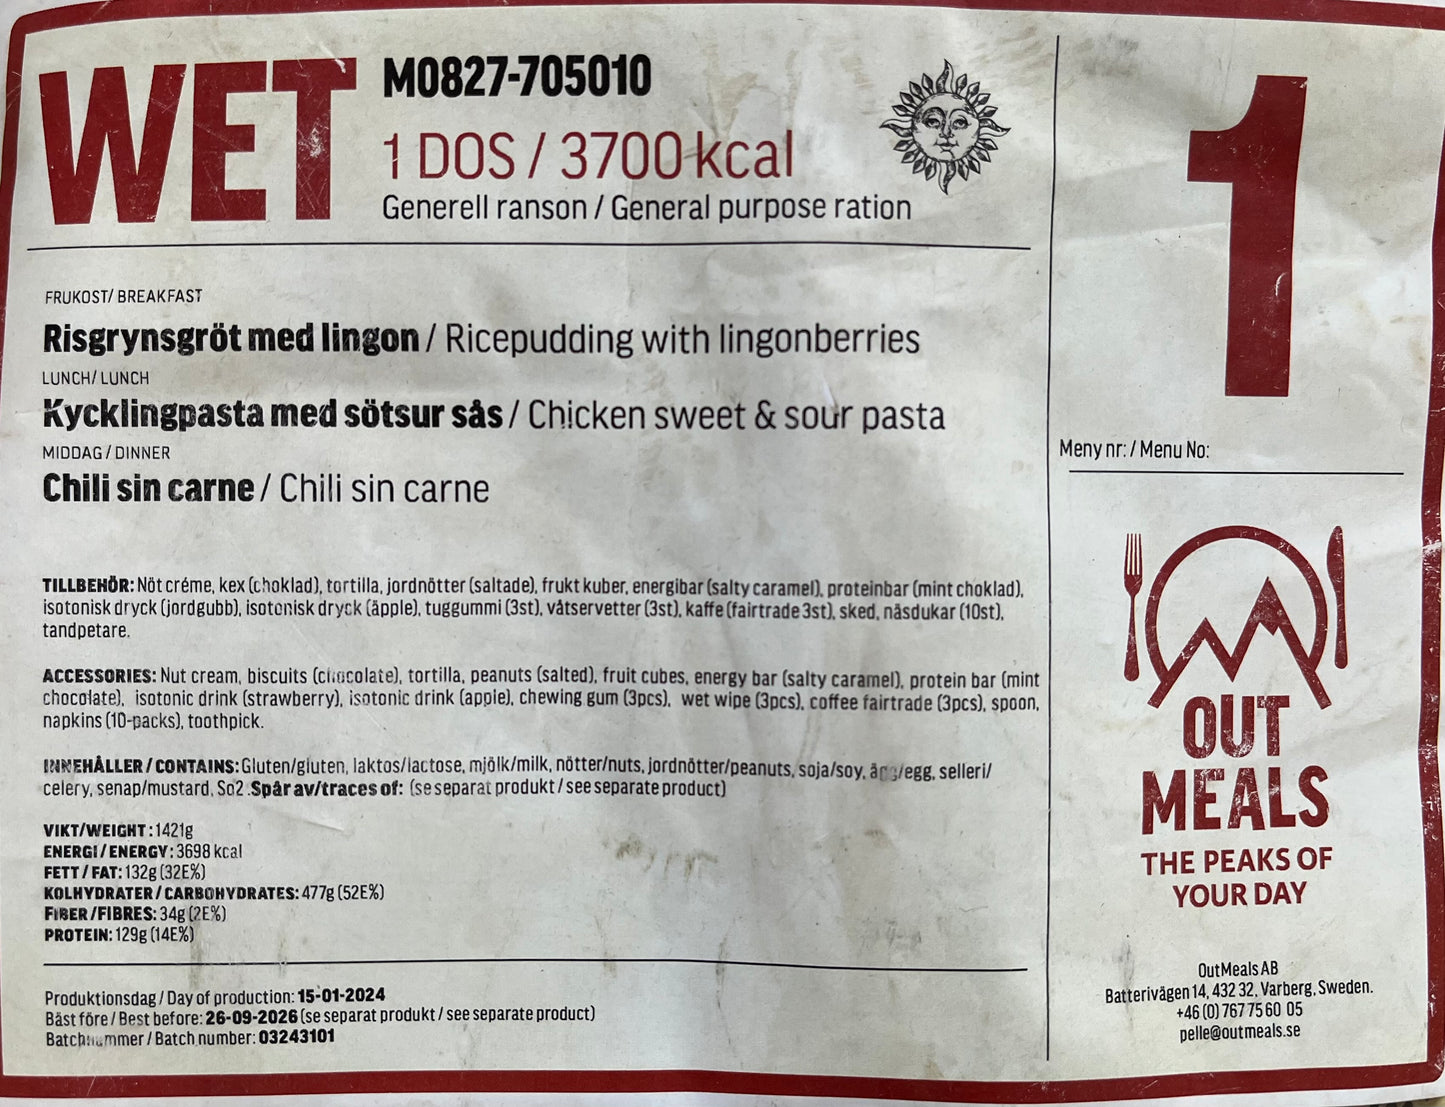 WET
M0827-705010
1 DOS / 3700 kcal
Generell ranson / General purpose ration
FRUKOST/ BREAKFAST
Risgrynsgröt med lingon / Ricepudding with lingonberries
LUNCH/ LUNCH
Kycklingpasta med sötsur sås / Chicken sweet & sour pasta
MIDDAG / DINNER
Chili sin carne / Chili sin carne
TILLBEHÖR: Nöt créme, kex (choklad), tortilla, jordnötter (saltade), frukt kuber, energibar (salty caramel), proteinbar (mint choklad),
isotonisk dryck (jordgubb), isotonisk dryck (äpple), tuggummi (3st), våtservetter (3st), kaffe (fairtrade 3st), sked, näsdukar (10st),
tandpetare.
ACCESSORIES: Nut cream, biscuits (chocolate), tortilla, peanuts (salted), fruit cubes, energy bar (salty caramel), protein bar (mint
chocolate), isotonic drink (strawberry), isotonic drink (apple), chewing gum (3pcs), wet wipe (3pcs), coffee fairtrade (3pcs), spoon,
napkins (10-packs), toothpick.
INNEHÅLLER / CONTAINS: Gluten/gluten, laktos/lactose, mjölk/milk, nötter/nuts, jordnötter/peanuts, soja/soy, ägg/egg, selleri/
celery, senap/mustard, So2 .Spår av/traces of: (se separat produkt / see separate product)
VIKT/WEIGHT : 1421g
ENERGI / ENERGY : 3698 kcal
FETT / FAT: 132g (32E%)
KOLHYDRATER / CARBOHYDRATES: 477g (52E%)
FIBER /FIBRES: 34g (2E%)
PROTEIN: 129g (14E%)
Produktionsdag / Day of production: 15-01-2024
Bäst före / Best before: 26-09-2026 (se separat produkt / see separate product)
Batchnummer / Batch number: 03243101
1
Meny nr: / Menu No:
OUT
MEALS
THE PEAKS OF
YOUR DAY
OutMeals AB
Batterivägen 14, 432 32, Varberg, Sweden.
+46 (0) 767 75 60 05
pelle@outmeals.se